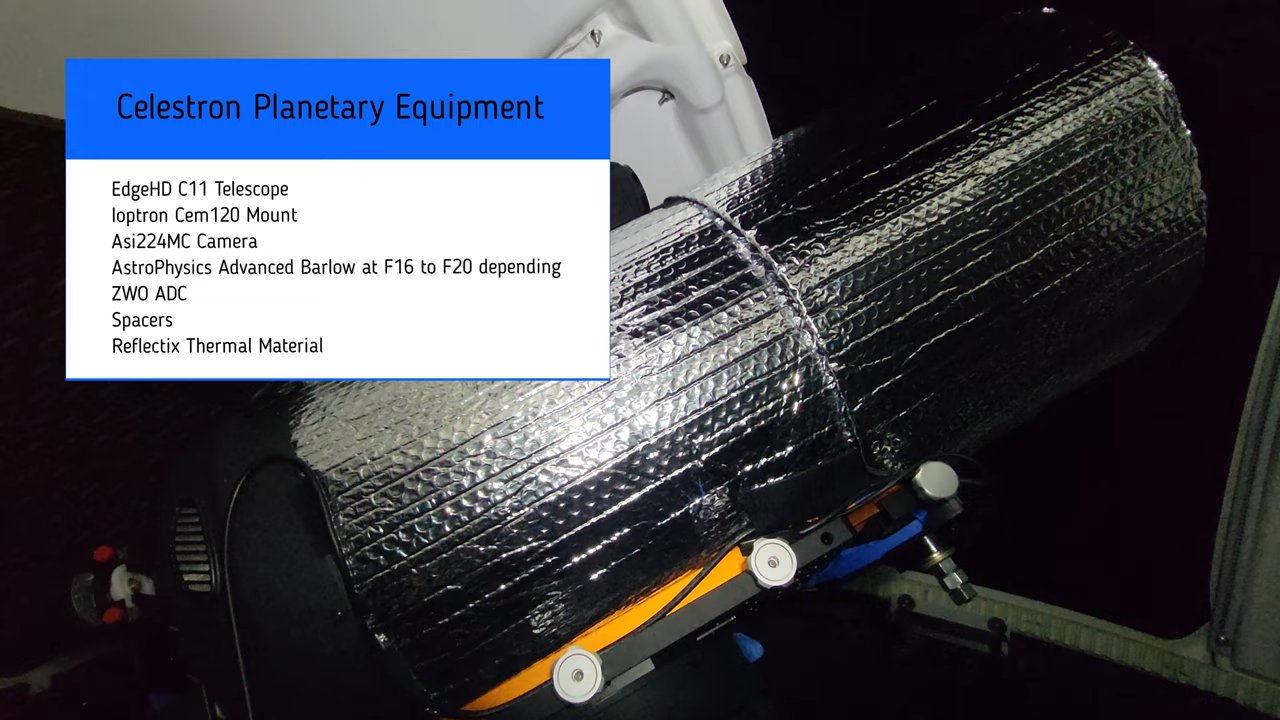 Celestron Planetary Equipment
EdgeHD C11 Telescope
Ioptron Cem120 Mount
Asi224MC Camera
AstroPhysics Advanced Barlow at F16 to F20 depending
ZWO ADC
Spacers
Reflectix Thermal Material